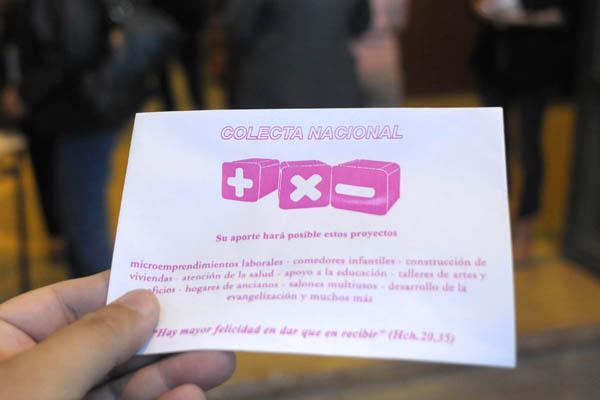 COLECTA NACIONAL
+ × −
Su aporte hará posible estos proyectos
microemprendimientos laborales - comedores infantiles - construcción de
viviendas - atención de la salud - apoyo a la educación - talleres de artes y
- hogares de ancianos - salones multiusos - desarrollo de la
evangelización y muchos más
"Hay mayor felicidad en dar que en recibir" (Hch.20,35)